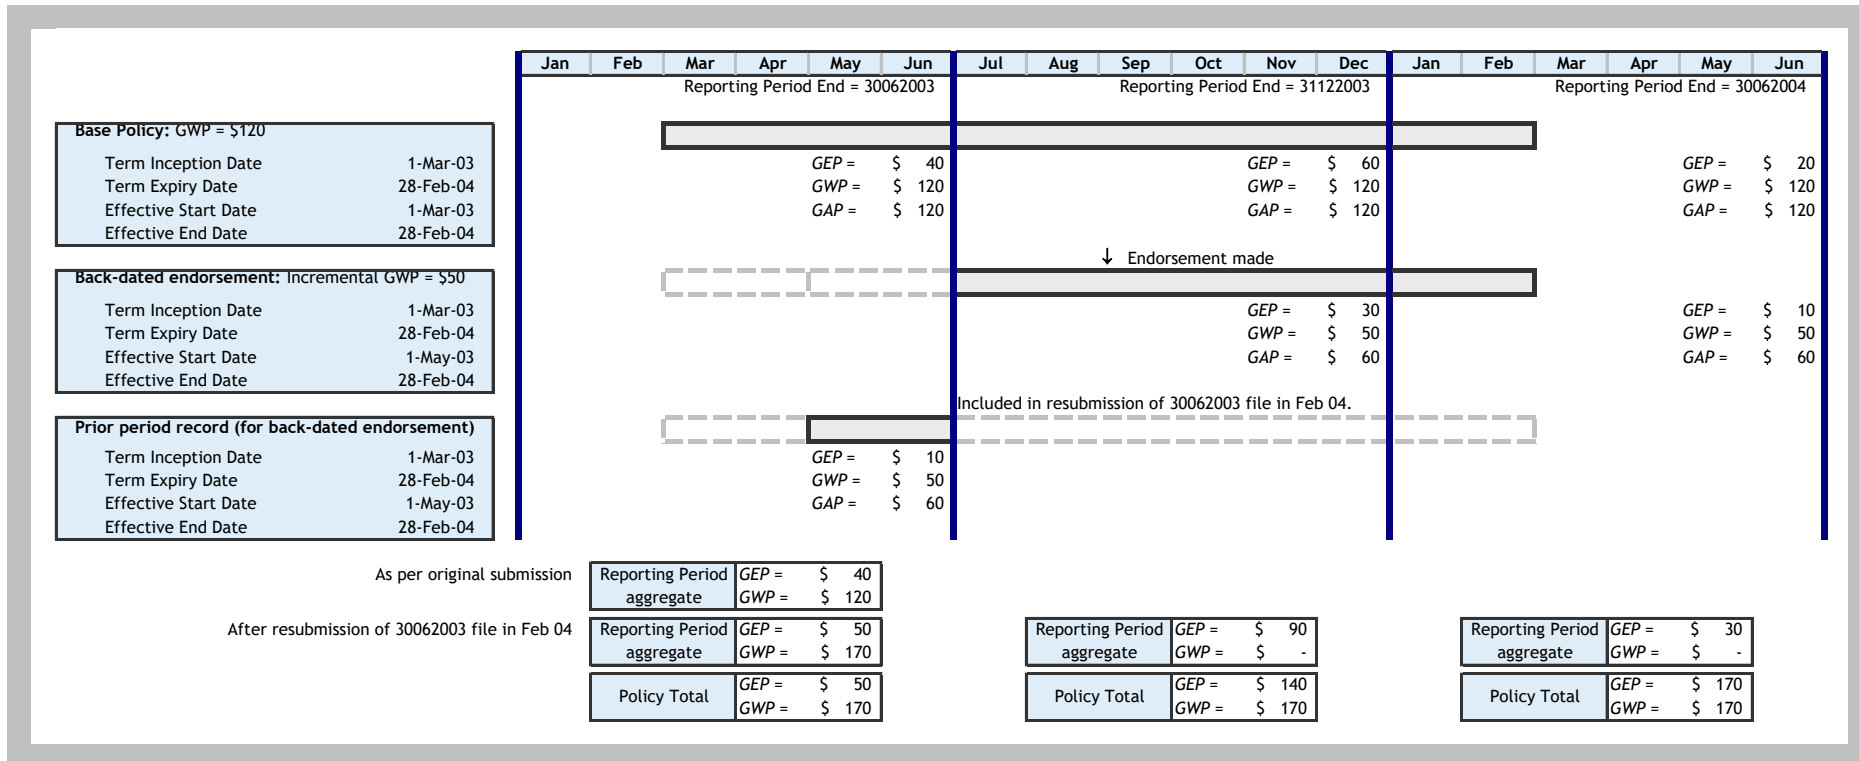 Jan Feb Mar Apr May Jun Jul Aug Sep Oct Nov Dec Jan Feb Mar Apr May Jun
Reporting Period End = 30062003 Reporting Period End = 31122003 Reporting Period End = 30062004
Base Policy: GWP = $120
Term Inception Date 1-Mar-03 GEP = $ 40 GEP = $ 60 GEP = $ 20
Term Expiry Date 28-Feb-04 GWP = $ 120 GWP = $ 120 GWP = $ 120
Effective Start Date 1-Mar-03 GAP = $ 120 GAP = $ 120 GAP = $ 120
Effective End Date 28-Feb-04
↓ Endorsement made
Back-dated endorsement: Incremental GWP = $50
Term Inception Date 1-Mar-03 GEP = $ 30 GEP = $ 10
Term Expiry Date 28-Feb-04 GWP = $ 50 GWP = $ 50
Effective Start Date 1-May-03 GAP = $ 60 GAP = $ 60
Effective End Date 28-Feb-04
Included in resubmission of 30062003 file in Feb 04.
Prior period record (for back-dated endorsement)
Term Inception Date 1-Mar-03 GEP = $ 10
Term Expiry Date 28-Feb-04 GWP = $ 50
Effective Start Date 1-May-03 GAP = $ 60
Effective End Date 28-Feb-04
As per original submission Reporting Period GEP = $ 40
aggregate GWP = $ 120
After resubmission of 30062003 file in Feb 04 Reporting Period GEP = $ 50 Reporting Period GEP = $ 90 Reporting Period GEP = $ 30
aggregate GWP = $ 170 aggregate GWP = $ - aggregate GWP = $ -
Policy Total GEP = $ 50 Policy Total GEP = $ 140 Policy Total GEP = $ 170
GWP = $ 170 GWP = $ 170 GWP = $ 170